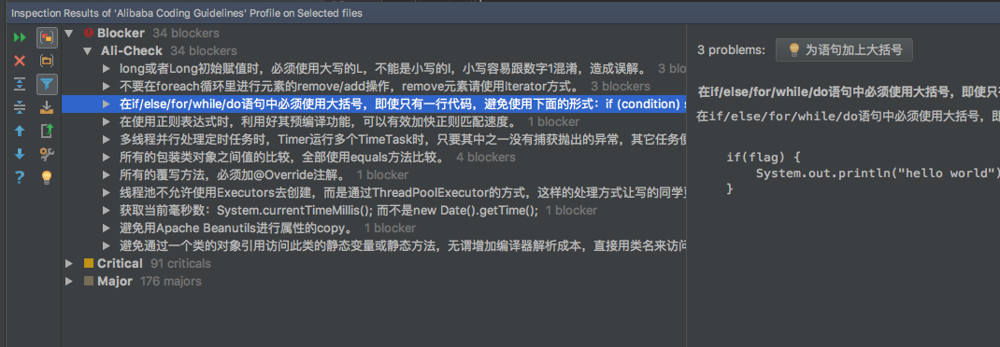 Inspection Results of 'Alibaba Coding Guidelines' Profile on Selected files
Blocker 34 blockers
Ali-Check 34 blockers
long或者Long初始赋值时，必须使用大写的L，不能是小写的l，小写容易跟数字1混淆，造成误解。 3 blo
不要在foreach循环里进行元素的remove/add操作，remove元素请使用Iterator方式。 3 blockers
在if/else/for/while/do语句中必须使用大括号，即使只有一行代码，避免使用下面的形式：if (condition) s
在使用正则表达式时，利用好其预编译功能，可以有效加快正则匹配速度。 1 blocker
多线程并行处理定时任务时，Timer运行多个TimeTask时，只要其中之一没有捕获抛出的异常，其它任务便
所有的包装类对象之间值的比较，全部使用equals方法比较。 4 blockers
所有的覆写方法，必须加@Override注解。 1 blocker
线程池不允许使用Executors去创建，而是通过ThreadPoolExecutor的方式，这样的处理方式让写的同学更
获取当前毫秒数：System.currentTimeMillis(); 而不是new Date().getTime(); 1 blocker
避免用Apache Beanutils进行属性的copy。 1 blocker
避免通过一个类的对象引用访问此类的静态变量或静态方法，无谓增加编译器解析成本，直接用类名来访问
Critical 91 criticals
Major 176 majors
3 problems: 为语句加上大括号
在if/else/for/while/do语句中必须使用大括号，即使只有
在if/else/for/while/do语句中必须使用大括号，即
if(flag) {
System.out.println("hello world")
}